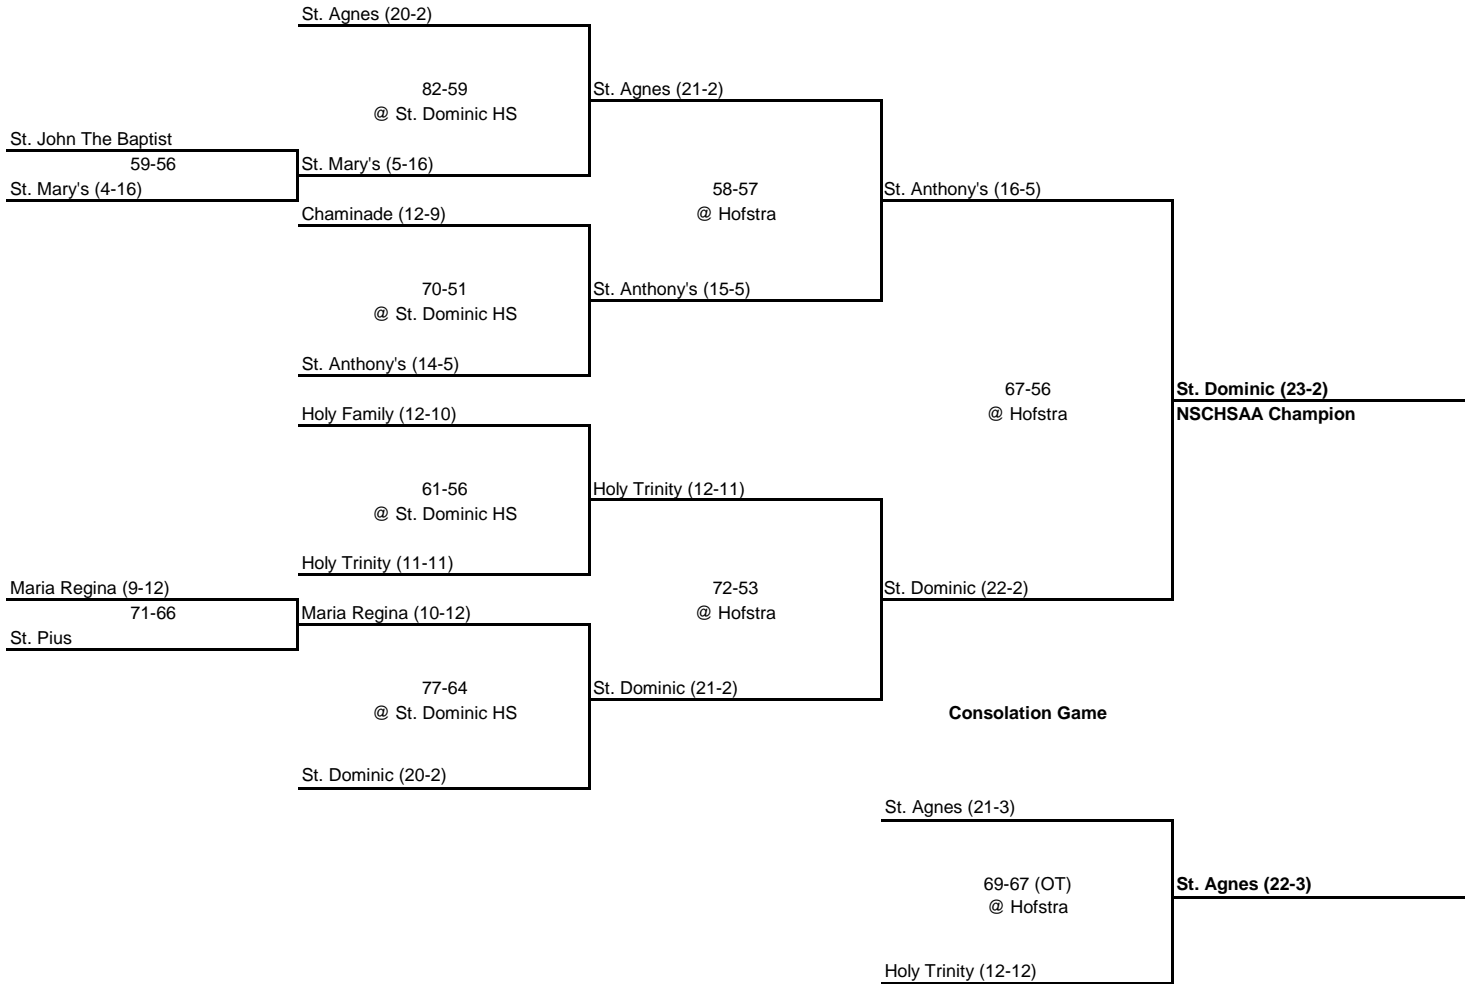 St. Agnes (20-2)
82-59
@ St. Dominic HS
St. Agnes (21-2)
St. John The Baptist
59-56
St. Mary's (4-16)
St. Mary's (5-16)
58-57
@ Hofstra
St. Anthony's (16-5)
Chaminade (12-9)
70-51
@ St. Dominic HS
St. Anthony's (15-5)
St. Anthony's (14-5)
67-56
@ Hofstra
St. Dominic (23-2)
NSCHSAA Champion
Holy Family (12-10)
61-56
@ St. Dominic HS
Holy Trinity (12-11)
Holy Trinity (11-11)
Maria Regina (9-12)
71-66
St. Pius
Maria Regina (10-12)
72-53
@ Hofstra
St. Dominic (22-2)
77-64
@ St. Dominic HS
St. Dominic (21-2)
St. Dominic (20-2)
Consolation Game
St. Agnes (21-3)
69-67 (OT)
@ Hofstra
St. Agnes (22-3)
Holy Trinity (12-12)